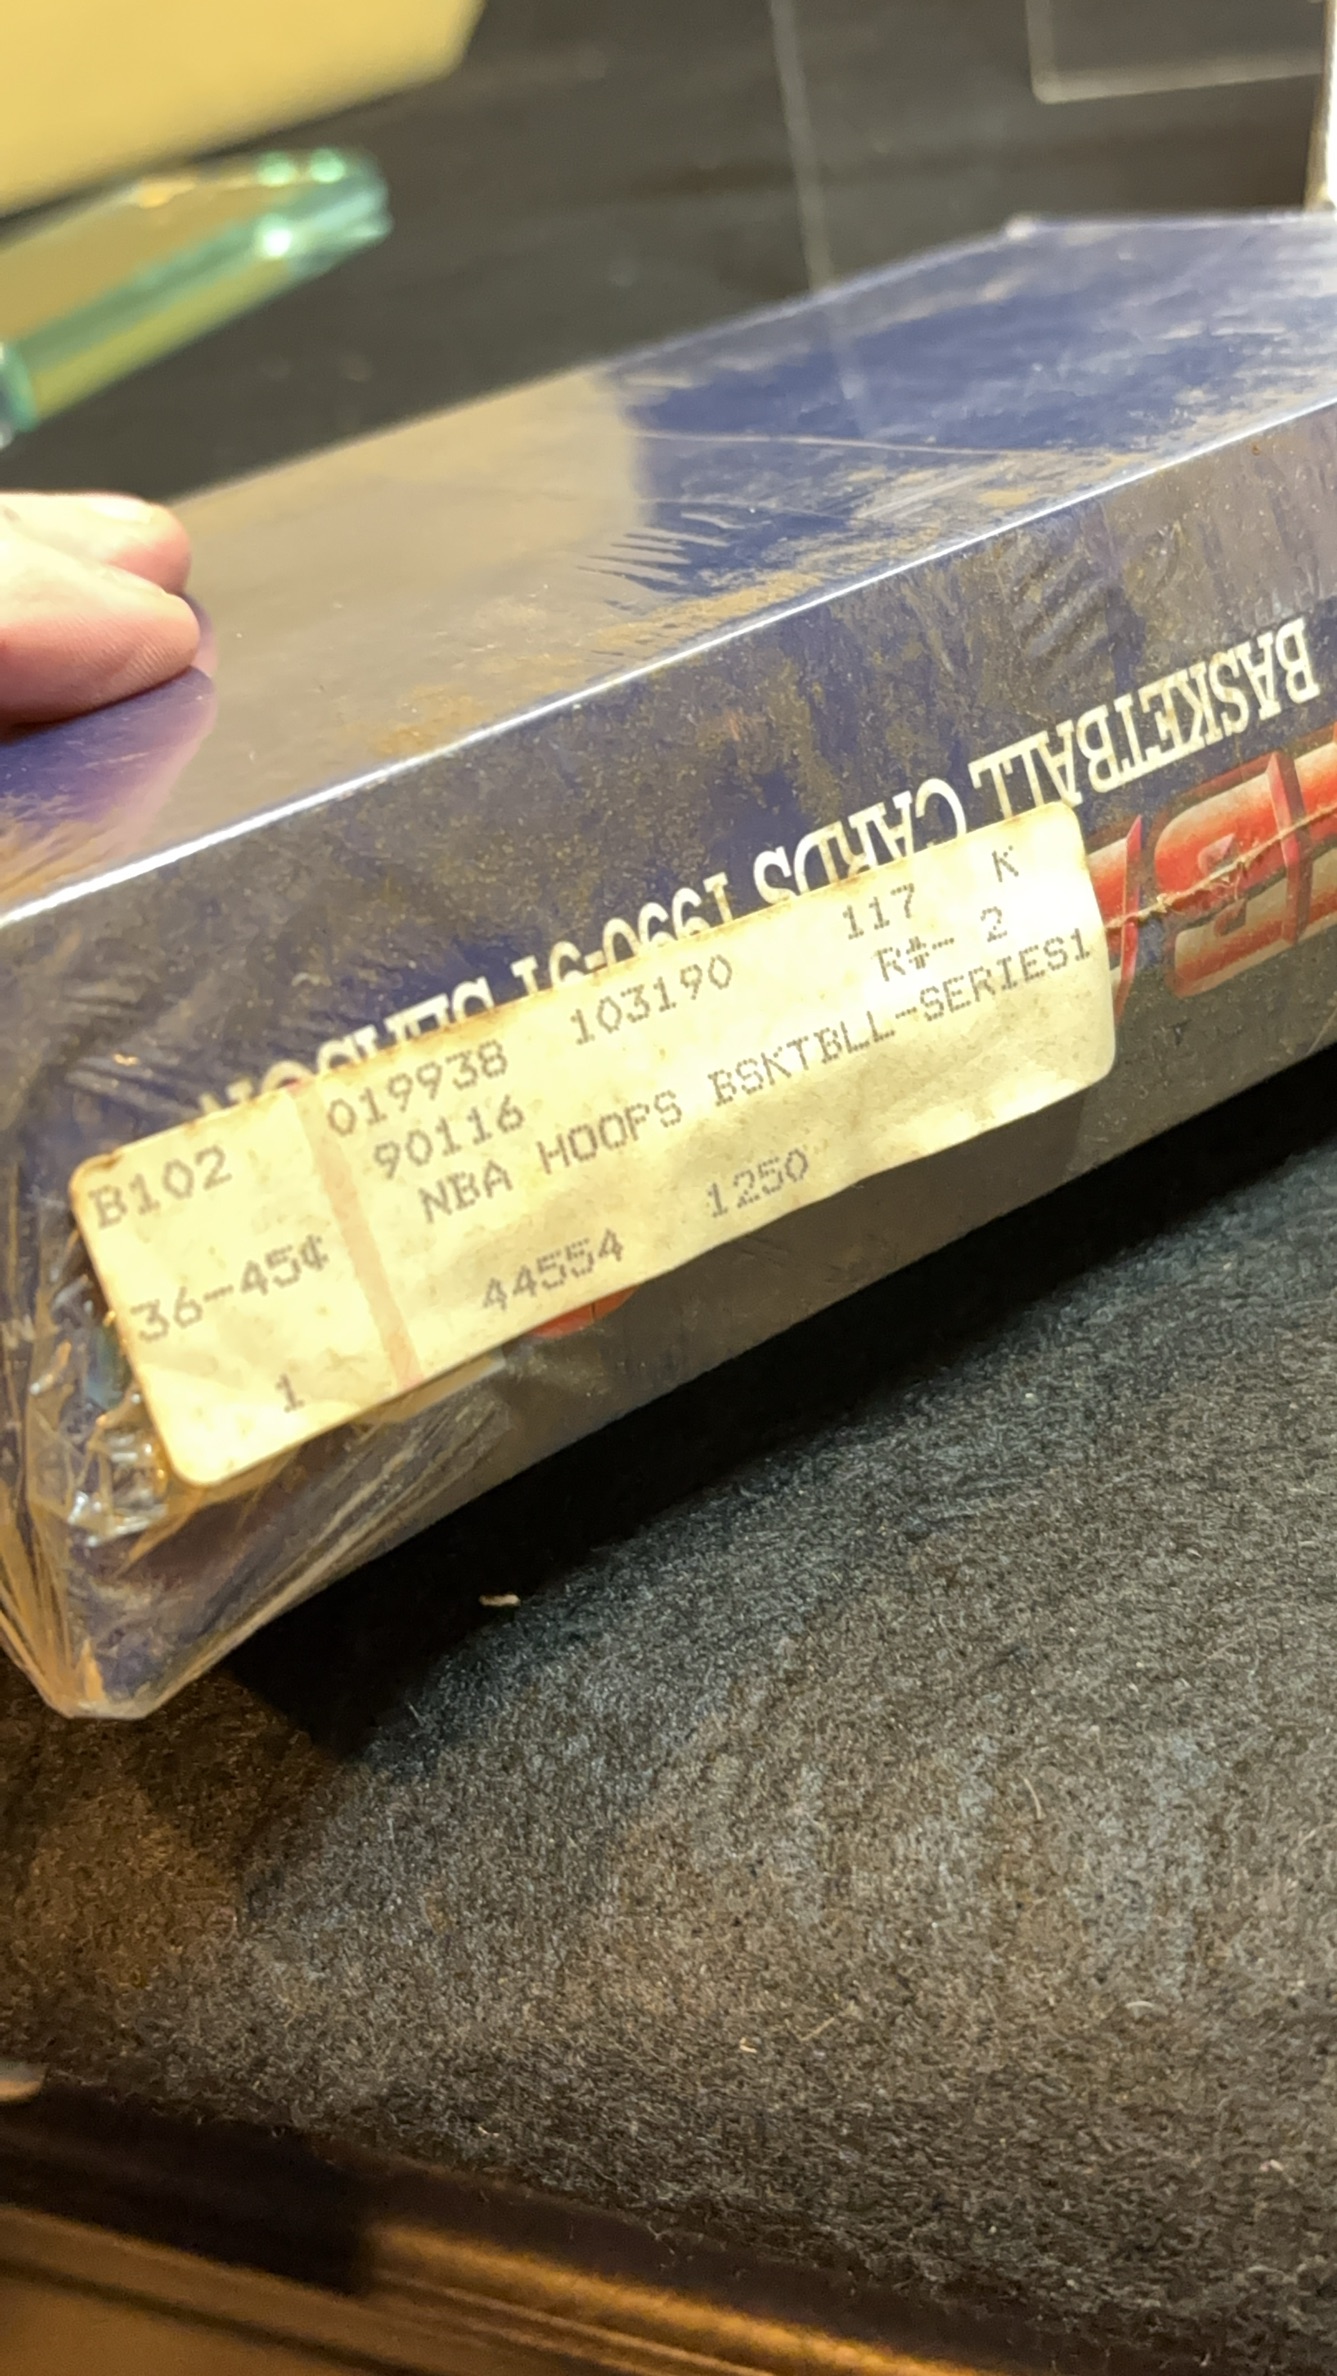 BASKETBALL CARDS 1990-91 SERIES
B102 019938 103190 117 K
90116 R#- 2
NBA HOOPS BSKTBLL-SERIES1
36-45¢ 44554 1250
1